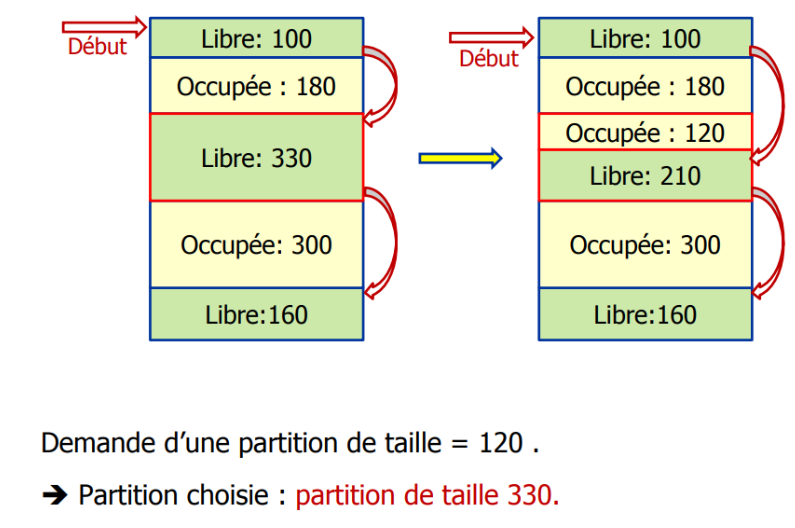 Début
Libre: 100
Occupée : 180
Libre: 330
Occupée: 300
Libre:160
Début
Libre: 100
Occupée : 180
Occupée : 120
Libre: 210
Occupée: 300
Libre:160
Demande d’une partition de taille = 120 .
➔ Partition choisie : partition de taille 330.